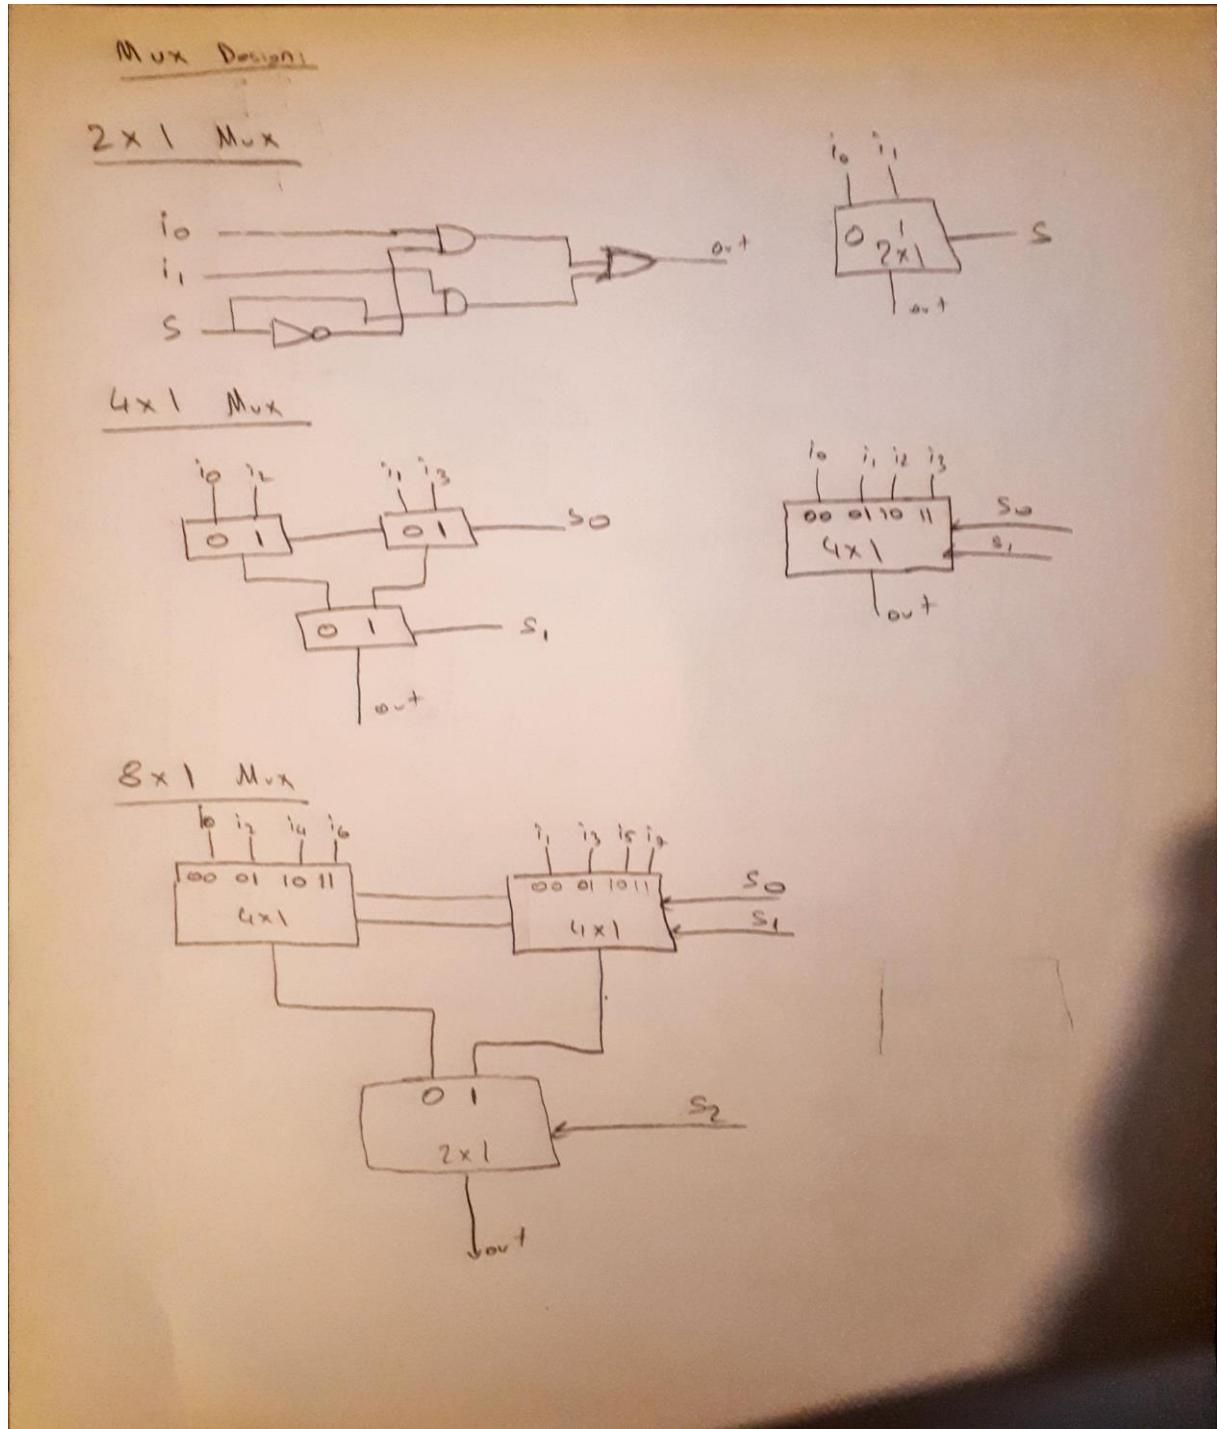 Mux Design:
2x1 Mux
i0 i1
i0
i1
S
out
0 1
2x1
S
out
4x1 Mux
i0 i2 i1 i3
0 1 0 1 S0
0 1 S1
out
i0 i1 i2 i3
00 01 10 11 S0
4x1 S1
out
8x1 Mux
i0 i2 i4 i6 i1 i3 i5 i7
00 01 10 11 00 01 10 11 S0
4x1 4x1 S1
0 1 S2
2x1
out